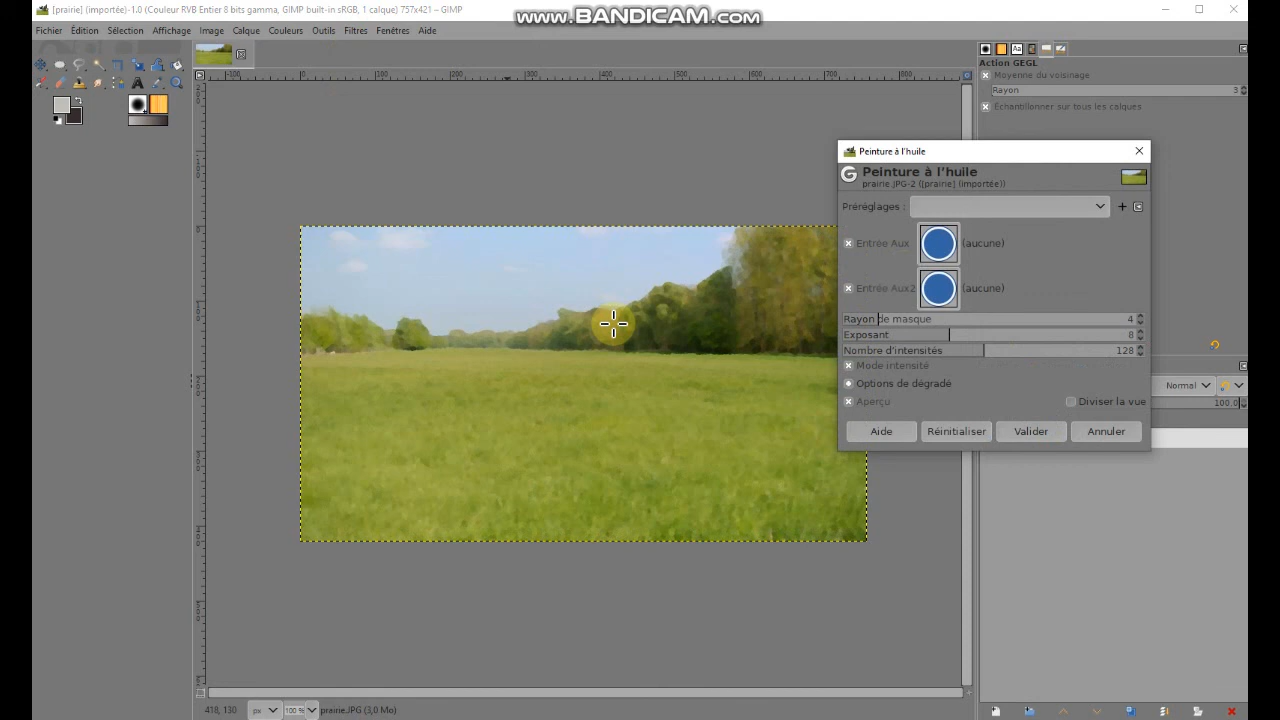 [prairie] (importée)-1.0 (Couleur RVB Entier 8 bits gamma, GIMP built-in sRGB, 1 calque) 757x421 – GIMP
www.BANDICAM.com
Fichier Édition Sélection Affichage Image Calque Couleurs Outils Filtres Fenêtres Aide
Action GEGL
Moyenne du voisinage
Rayon 3
Échantillonner sur tous les calques
Peinture à l'huile
Peinture à l'huile
prairie.JPG-2 ([prairie] (importée))
Préréglages :
Entrée Aux (aucune)
Entrée Aux2 (aucune)
Rayon de masque 4
Exposant 8
Nombre d'intensités 128
Mode intensité
Options de dégradé
Aperçu Diviser la vue
Aide Réinitialiser Valider Annuler
Normal
100,0
418, 130 px 100 % prairie.JPG (3,0 Mo)